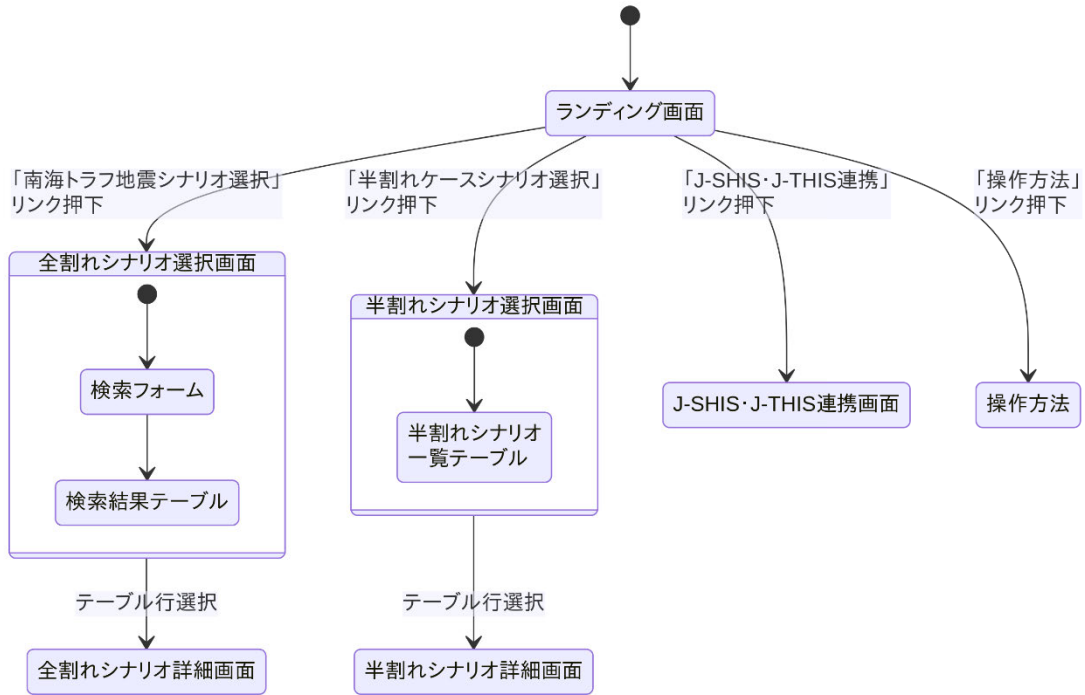 ランディング画面
「南海トラフ地震シナリオ選択」
リンク押下
「半割れケースシナリオ選択」
リンク押下
「J-SHIS･J-THIS連携」
リンク押下
「操作方法」
リンク押下
全割れシナリオ選択画面
検索フォーム
検索結果テーブル
半割れシナリオ選択画面
半割れシナリオ
一覧テーブル
J-SHIS･J-THIS連携画面
操作方法
テーブル行選択
テーブル行選択
全割れシナリオ詳細画面
半割れシナリオ詳細画面